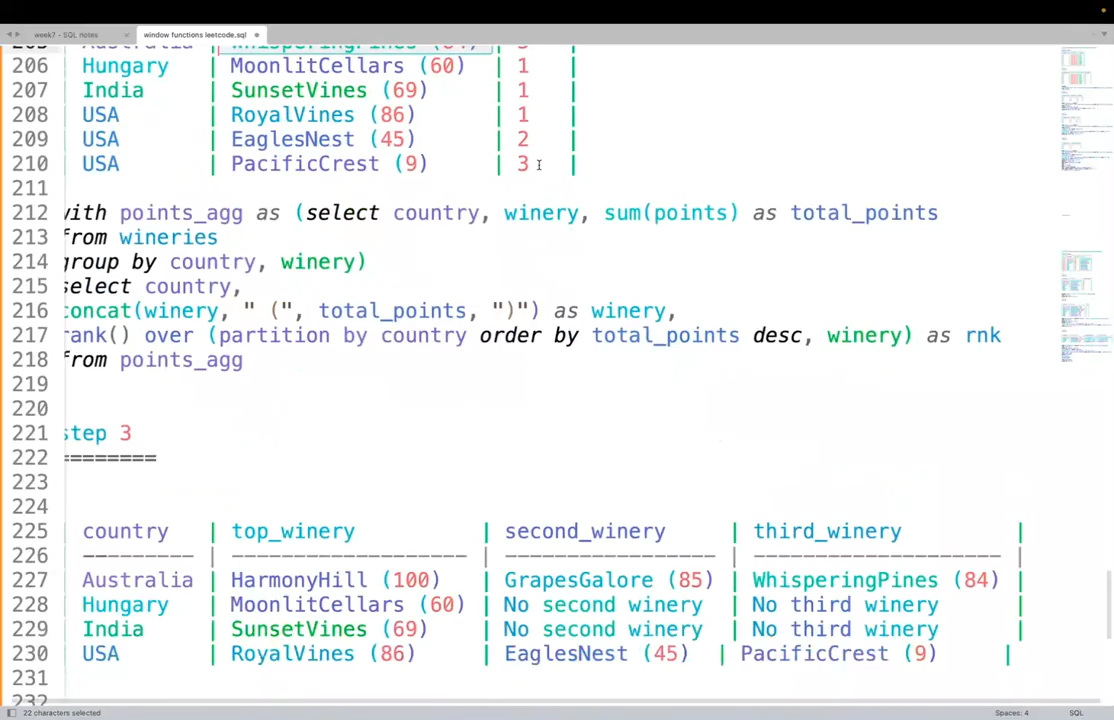 week7 - SQL notes
window functions leetcode.sql
205 Australia | WhisperingPines (84) | 3 |
206 Hungary | MoonlitCellars (60) | 1 |
207 India | SunsetVines (69) | 1 |
208 USA | RoyalVines (86) | 1 |
209 USA | EaglesNest (45) | 2 |
210 USA | PacificCrest (9) | 3 |
211
212 with points_agg as (select country, winery, sum(points) as total_points
213 from wineries
214 group by country, winery)
215 select country,
216 concat(winery, " (", total_points, ")") as winery,
217 rank() over (partition by country order by total_points desc, winery) as rnk
218 from points_agg
219
220
221 step 3
222 ========
223
224
225 country | top_winery | second_winery | third_winery |
226 --------- | ------------------- | ----------------- | -------------------- |
227 Australia | HarmonyHill (100) | GrapesGalore (85) | WhisperingPines (84) |
228 Hungary | MoonlitCellars (60) | No second winery | No third winery |
229 India | SunsetVines (69) | No second winery | No third winery |
230 USA | RoyalVines (86) | EaglesNest (45) | PacificCrest (9) |
231
232
22 characters selected
Spaces: 4
SQL